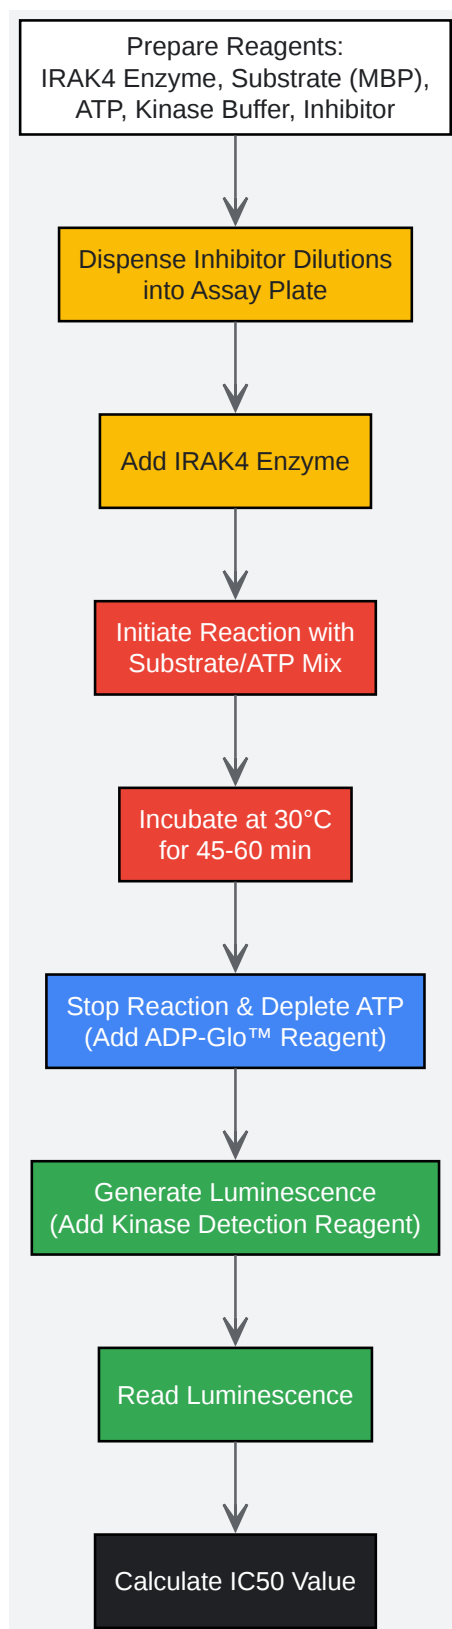 Prepare Reagents:
IRAK4 Enzyme, Substrate (MBP),
ATP, Kinase Buffer, Inhibitor
Dispense Inhibitor Dilutions
into Assay Plate
Add IRAK4 Enzyme
Initiate Reaction with
Substrate/ATP Mix
Incubate at 30°C
for 45-60 min
Stop Reaction & Deplete ATP
(Add ADP-Glo™ Reagent)
Generate Luminescence
(Add Kinase Detection Reagent)
Read Luminescence
Calculate IC50 Value